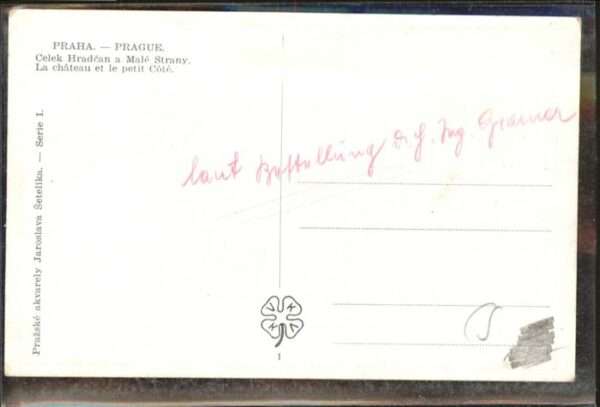 PRAHA. — PRAGUE.
Celek Hradčan a Malé Strany.
La château et le petit Côté.
Pražské akvarely Jaroslava Šetelíka. — Serie I.
laut Bestellung d. H. Ing.
1